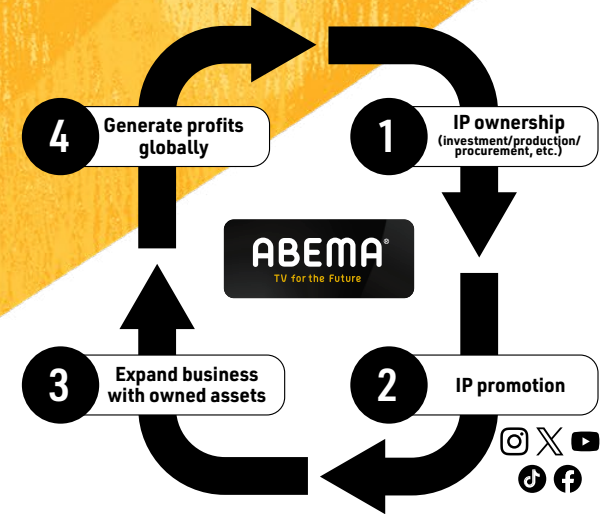 1
IP ownership
(investment/production/
procurement, etc.)
2
IP promotion
3
Expand business
with owned assets
4
Generate profits
globally
ABEMA®
TV for the Future